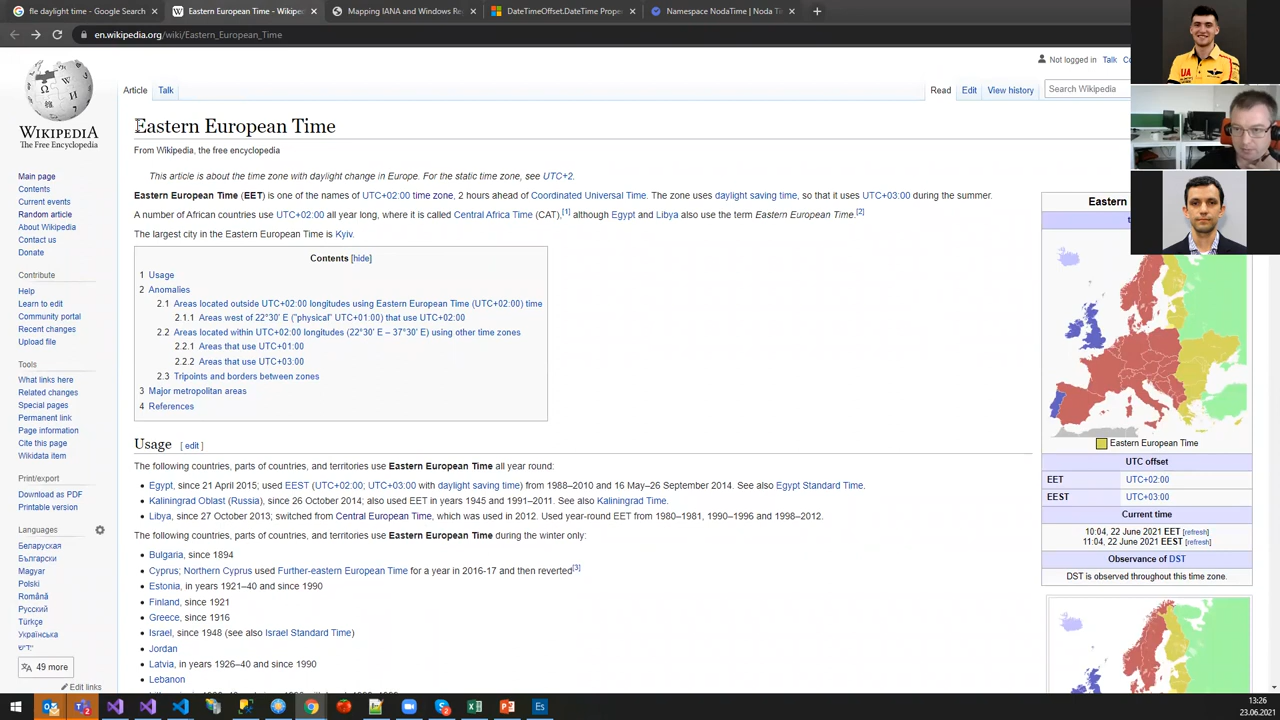 fle daylight time - Google Search
Eastern European Time - Wikipe
Mapping IANA and Windows Re
DateTimeOffset.DateTime Proper
Namespace NodaTime | Noda Tim
en.wikipedia.org/wiki/Eastern_European_Time
WIKIPEDIA
The Free Encyclopedia
Main page
Contents
Current events
Random article
About Wikipedia
Contact us
Donate
Contribute
Help
Learn to edit
Community portal
Recent changes
Upload file
Tools
What links here
Related changes
Special pages
Permanent link
Page information
Cite this page
Wikidata item
Print/export
Download as PDF
Printable version
Languages
Беларуская
Български
Magyar
Polski
Română
Русский
Türkçe
Українська
ייִדיש
49 more
Edit links
Not logged in Talk Co
Article Talk
Read Edit View history
Search Wikipedia
Eastern European Time
From Wikipedia, the free encyclopedia
This article is about the time zone with daylight change in Europe. For the static time zone, see UTC+2.
Eastern European Time (EET) is one of the names of UTC+02:00 time zone, 2 hours ahead of Coordinated Universal Time. The zone uses daylight saving time, so that it uses UTC+03:00 during the summer.
A number of African countries use UTC+02:00 all year long, where it is called Central Africa Time (CAT),[1] although Egypt and Libya also use the term Eastern European Time.[2]
The largest city in the Eastern European Time is Kyiv.
Contents [hide]
1 Usage
2 Anomalies
2.1 Areas located outside UTC+02:00 longitudes using Eastern European Time (UTC+02:00) time
2.1.1 Areas west of 22°30' E ("physical" UTC+01:00) that use UTC+02:00
2.2 Areas located within UTC+02:00 longitudes (22°30' E – 37°30' E) using other time zones
2.2.1 Areas that use UTC+01:00
2.2.2 Areas that use UTC+03:00
2.3 Tripoints and borders between zones
3 Major metropolitan areas
4 References
Usage [ edit ]
The following countries, parts of countries, and territories use Eastern European Time all year round:
• Egypt, since 21 April 2015; used EEST (UTC+02:00; UTC+03:00 with daylight saving time) from 1988–2010 and 16 May–26 September 2014. See also Egypt Standard Time.
• Kaliningrad Oblast (Russia), since 26 October 2014; also used EET in years 1945 and 1991–2011. See also Kaliningrad Time.
• Libya, since 27 October 2013; switched from Central European Time, which was used in 2012. Used year-round EET from 1980–1981, 1990–1996 and 1998–2012.
The following countries, parts of countries, and territories use Eastern European Time during the winter only:
• Bulgaria, since 1894
• Cyprus; Northern Cyprus used Further-eastern European Time for a year in 2016-17 and then reverted[3]
• Estonia, in years 1921–40 and since 1990
• Finland, since 1921
• Greece, since 1916
• Israel, since 1948 (see also Israel Standard Time)
• Jordan
• Latvia, in years 1926–40 and since 1990
• Lebanon
Eastern
Eastern European Time
UTC offset
EET UTC+02:00
EEST UTC+03:00
Current time
10:04, 22 June 2021 EET [refresh]
11:04, 22 June 2021 EEST [refresh]
Observance of DST
DST is observed throughout this time zone.
UA
13:26
23.06.2021